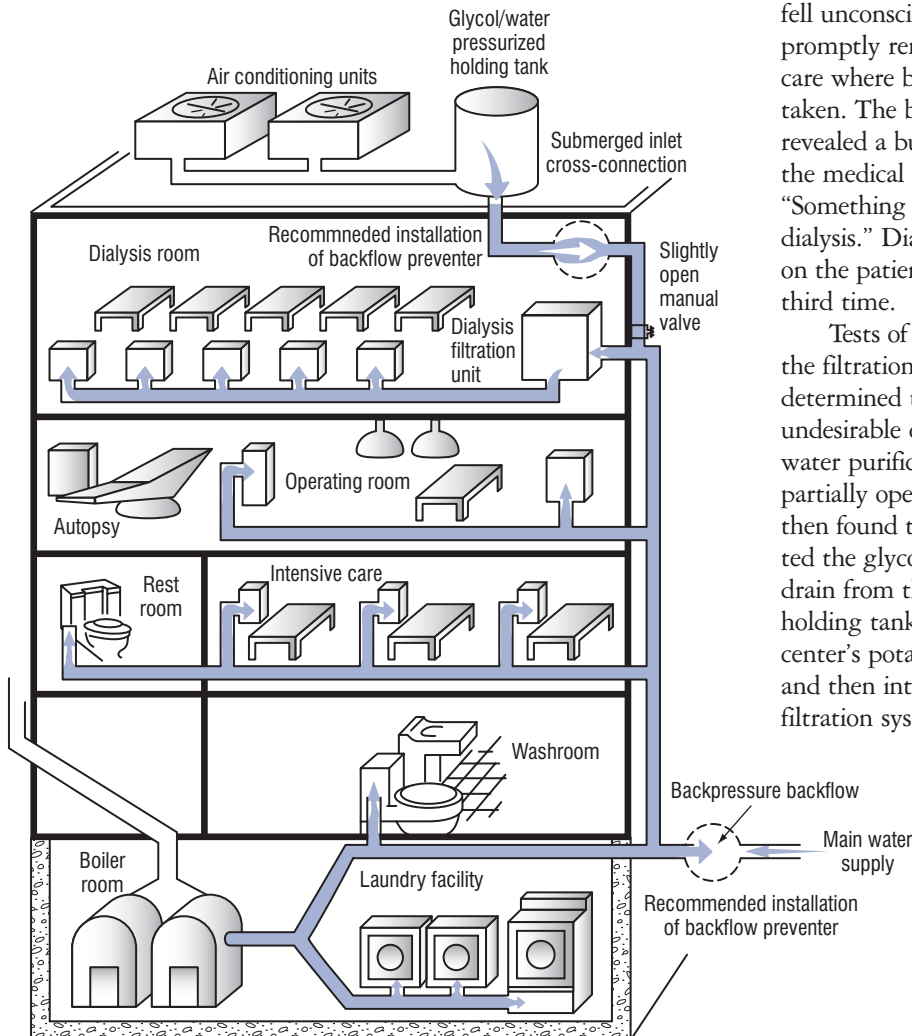 Glycol/water
pressurized
holding tank
Air conditioning units
Submerged inlet
cross-connection
Recommneded installation
of backflow preventer
Dialysis room
Slightly
open
manual
valve
Dialysis
filtration
unit
Operating room
Autopsy
Rest
room
Intensive care
Washroom
Backpressure backflow
Main water
supply
Boiler
room
Laundry facility
Recommended installation
of backflow preventer
fell unconsci
promptly
care where b
taken. The b
revealed a bu
the medical
“Something
dialysis.” Dia
on the patien
third time.
Tests of
the filtration
determined
undesirable
water purific
partially ope
then found
ted the glyco
drain from
holding tank
center’s pota
and then int
filtration sys